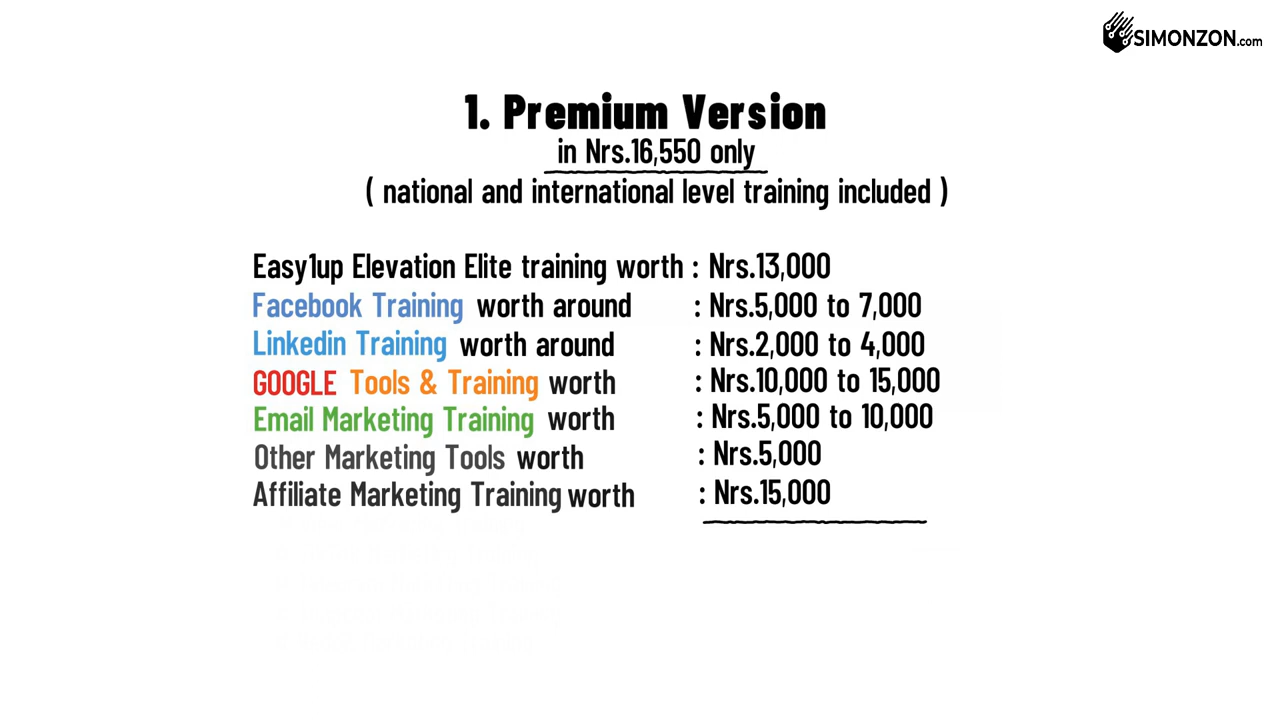 SIMONZON.com
1. Premium Version
in Nrs.16,550 only
( national and international level training included )
Easy1up Elevation Elite training worth : Nrs.13,000
Facebook Training worth around : Nrs.5,000 to 7,000
Linkedin Training worth around : Nrs.2,000 to 4,000
GOOGLE Tools & Training worth : Nrs.10,000 to 15,000
Email Marketing Training worth : Nrs.5,000 to 10,000
Other Marketing Tools worth : Nrs.5,000
Affiliate Marketing Training worth : Nrs.15,000